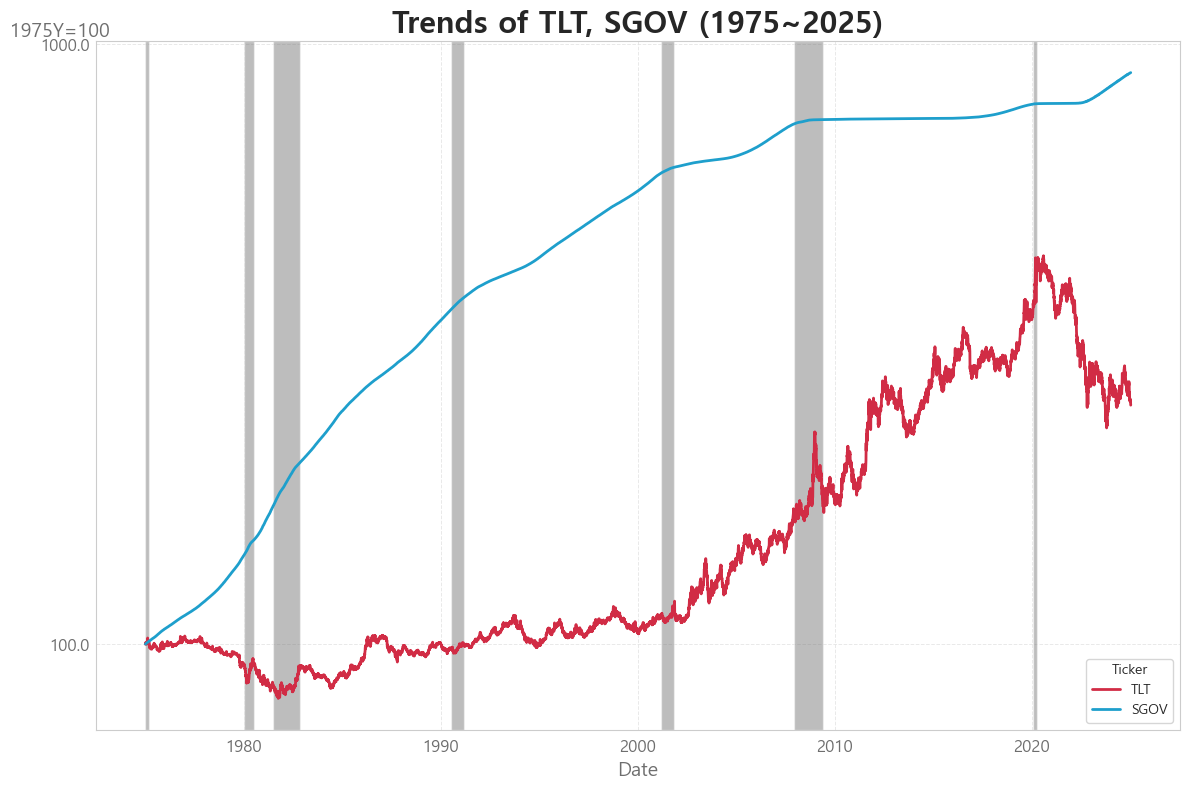 Trends of TLT, SGOV (1975~2025)
1975Y=100
1000.0
100.0
1980
1990
2000
2010
2020
Date
Ticker
TLT
SGOV